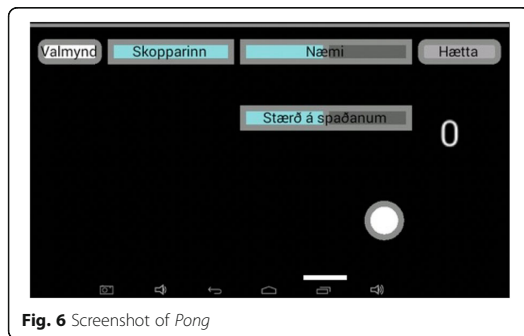 Valmynd Skopparinn Næmi Hætta
Stærð á spaðanum
0
Fig. 6 Screenshot of Pong